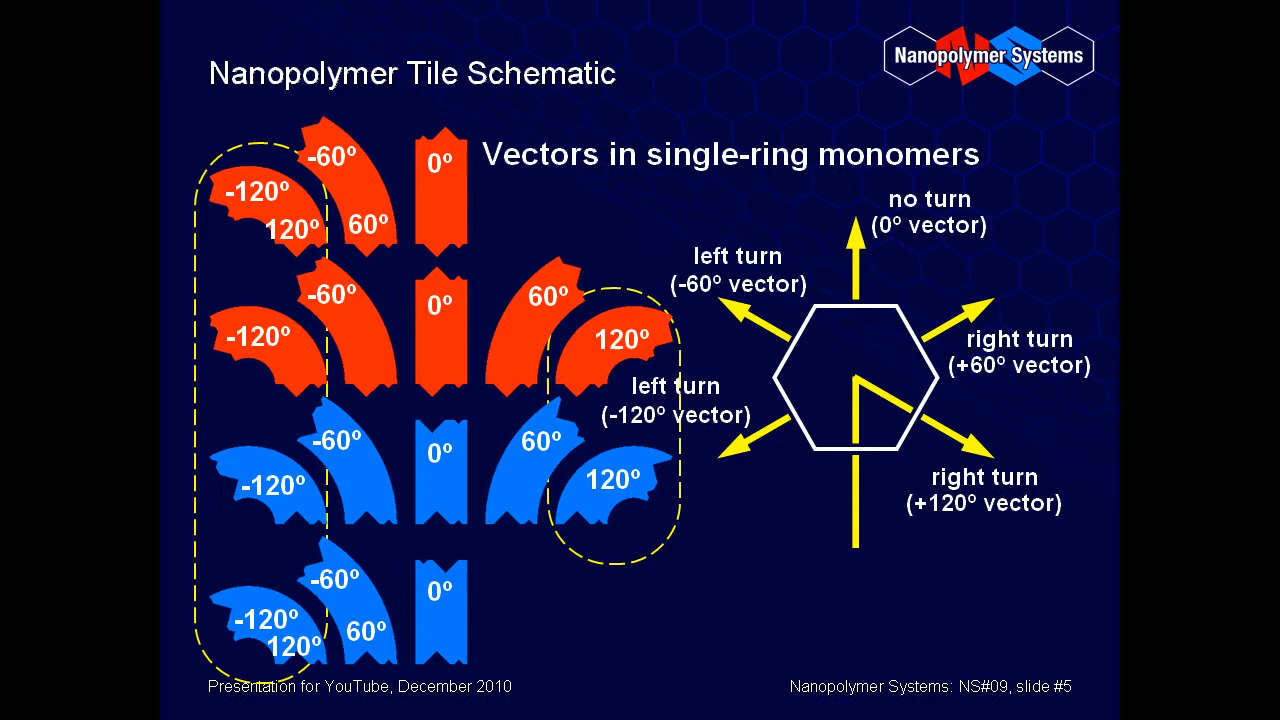 Nanopolymer Systems
Nanopolymer Tile Schematic
Vectors in single-ring monomers
-120º
120º
-60º
60º
0º
-120º
-60º
0º
60º
120º
-120º
-60º
0º
60º
120º
-120º
120º
-60º
60º
0º
no turn
(0º vector)
left turn
(-60º vector)
right turn
(+60º vector)
left turn
(-120º vector)
right turn
(+120º vector)
Presentation for YouTube, December 2010
Nanopolymer Systems: NS#09, slide #5